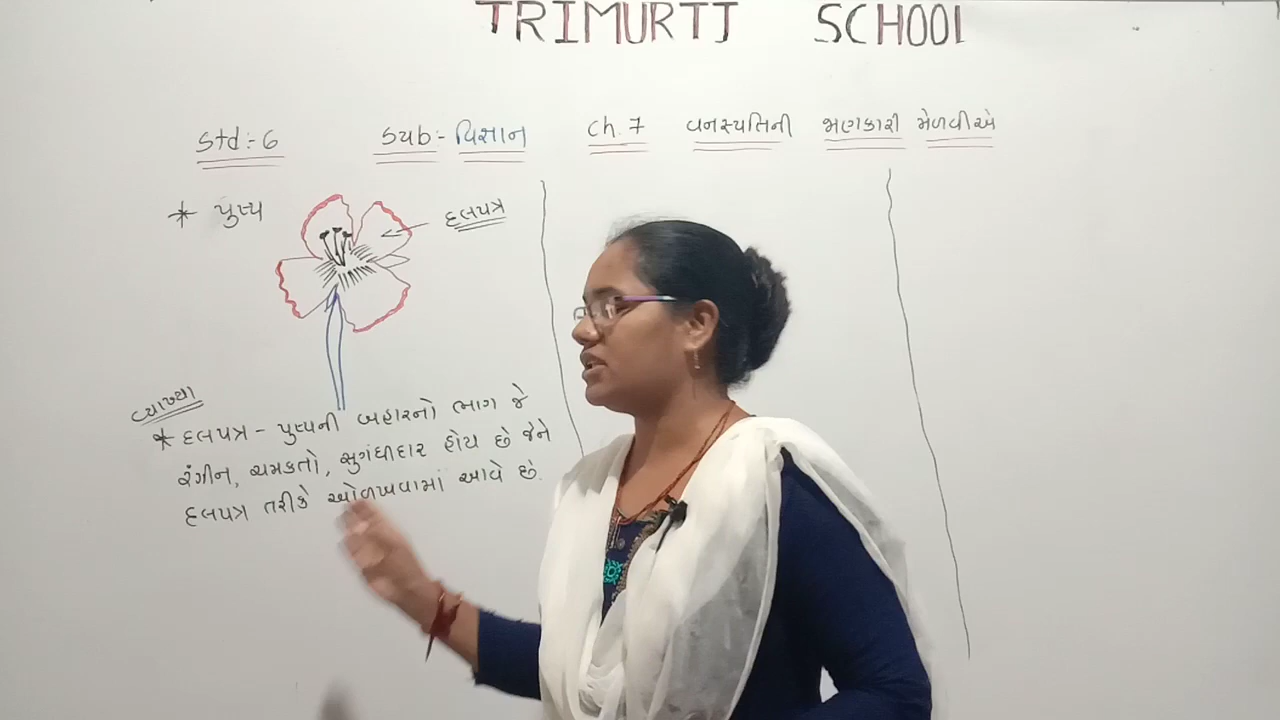 TRIMURTI SCHOOL
Std:- 6 Sub:- વિજ્ઞાન Ch. 7 વનસ્પતિની જાણકારી મેળવીએ
* પુષ્પ
દલપત્ર
વ્યાખ્યા
* દલપત્ર - પુષ્પની બહારનો ભાગ જે
રંગીન, ચમકતો, સુગંધીદાર હોય છે જેને
દલપત્ર તરીકે ઓળખવામાં આવે છે.